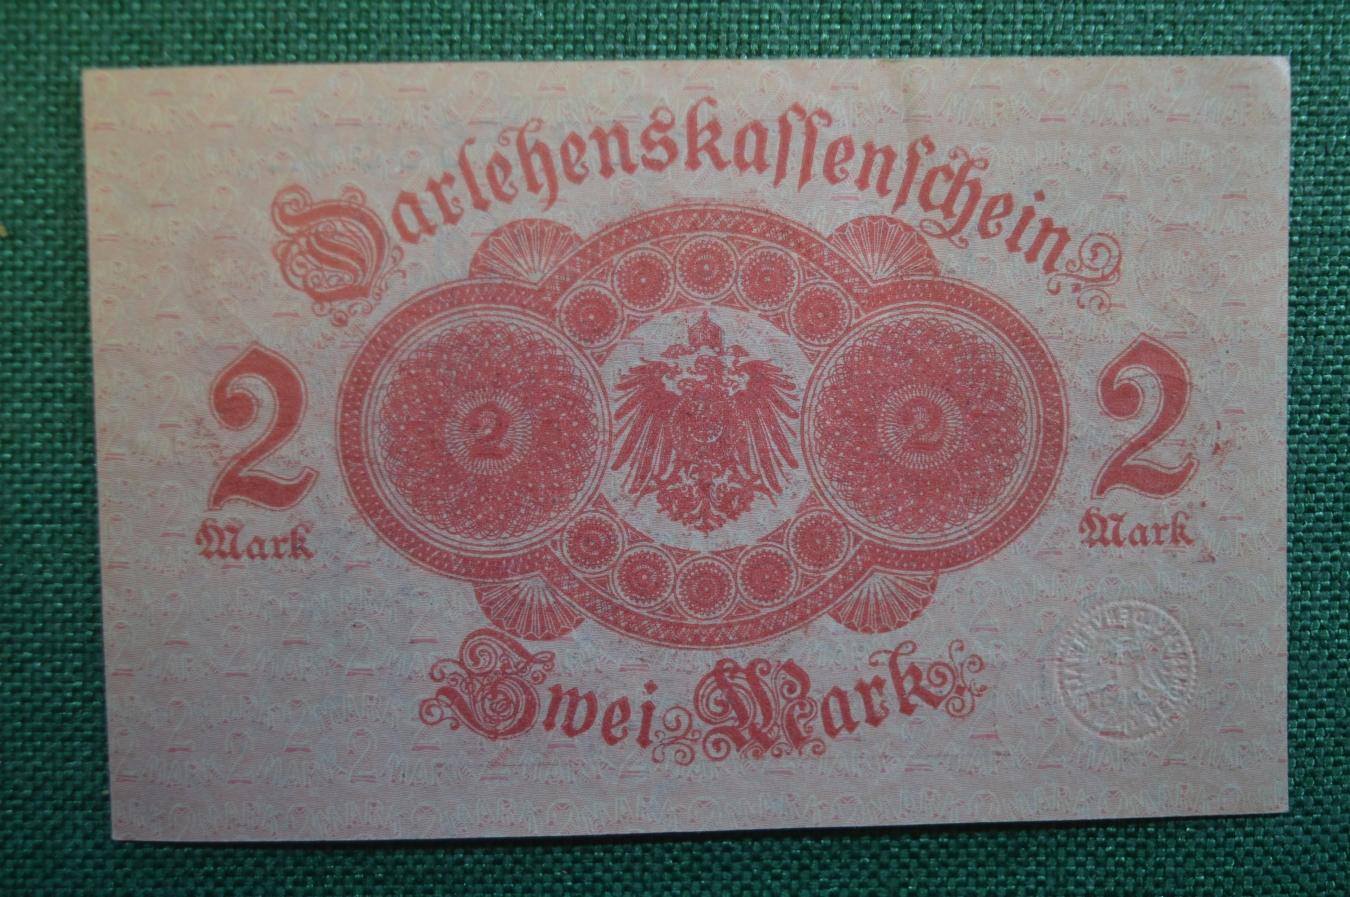 Darlehenskassenschein
2 2 2 2
Mark Mark
Zwei Mark.